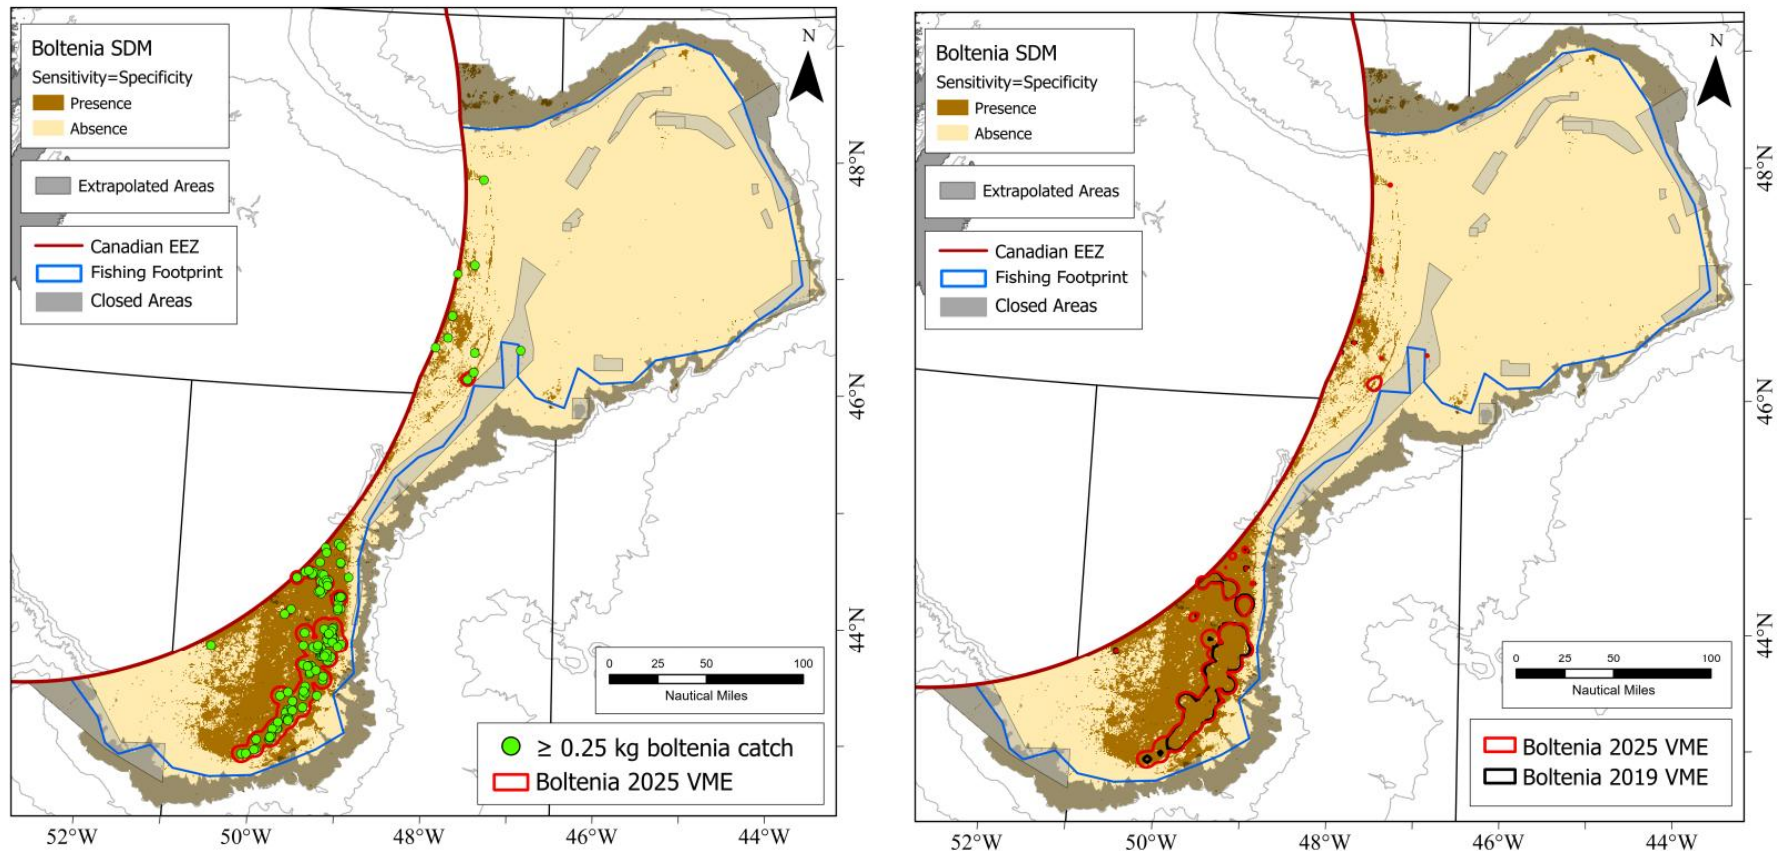 Boltenia SDM
Sensitivity=Specificity
Presence
Absence
Extrapolated Areas
Canadian EEZ
Fishing Footprint
Closed Areas
N
48°N
46°N
44°N
0 25 50 100
Nautical Miles
≥ 0.25 kg boltenia catch
Boltenia 2025 VME
52°W 50°W 48°W 46°W 44°W
Boltenia SDM
Sensitivity=Specificity
Presence
Absence
Extrapolated Areas
Canadian EEZ
Fishing Footprint
Closed Areas
N
48°N
46°N
44°N
0 25 50 100
Nautical Miles
Boltenia 2025 VME
Boltenia 2019 VME
52°W 50°W 48°W 46°W 44°W